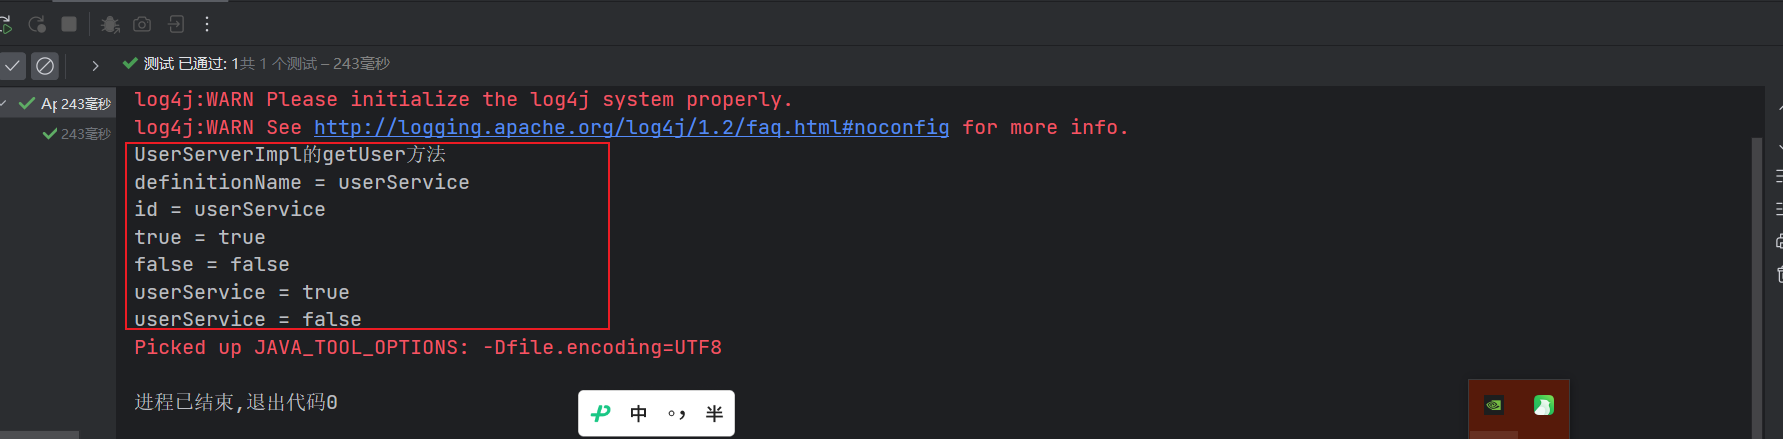 测试 已通过: 1共 1 个测试 – 243毫秒
Ap 243毫秒
243毫秒
log4j:WARN Please initialize the log4j system properly.
log4j:WARN See http://logging.apache.org/log4j/1.2/faq.html#noconfig for more info.
UserServerImpl的getUser方法
definitionName = userService
id = userService
true = true
false = false
userService = true
userService = false
Picked up JAVA_TOOL_OPTIONS: -Dfile.encoding=UTF8
进程已结束,退出代码0
中 °, 半